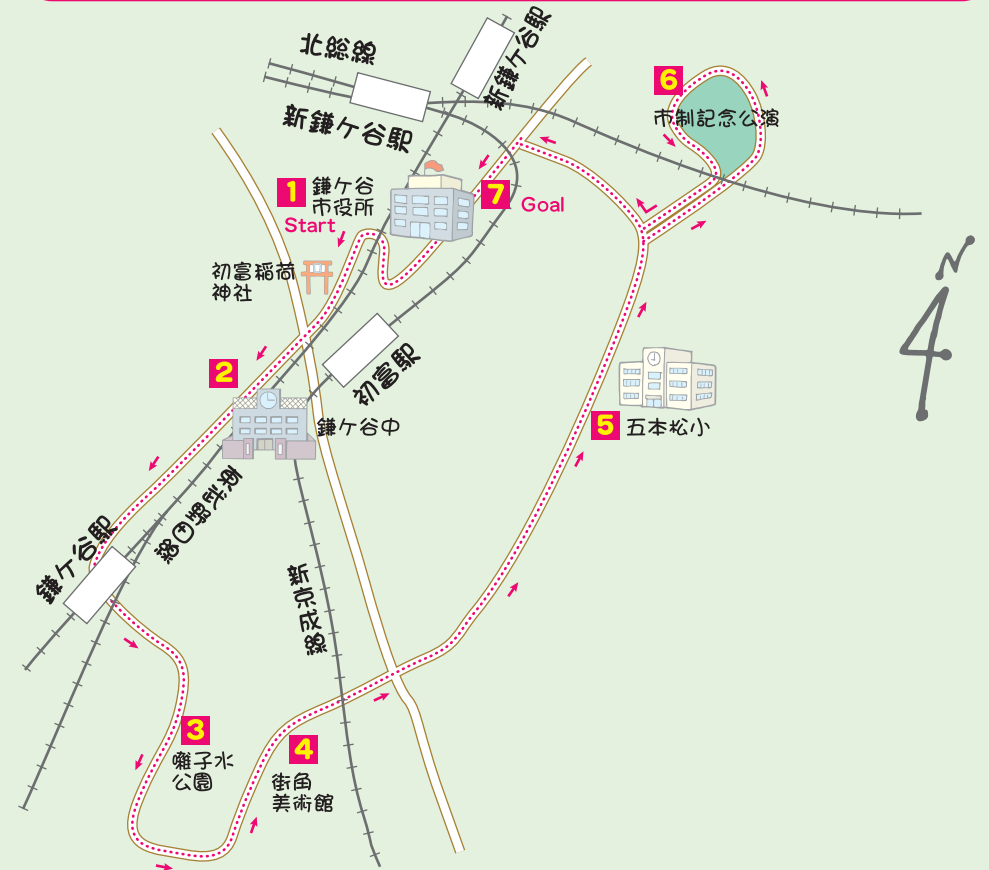 北総線
新鎌ケ谷駅
新鎌ケ谷駅
6
市制記念公演
1
鎌ケ谷
市役所
Start
7
Goal
初富稲荷
神社
2
初富駅
鎌ケ谷中
5
五本松小
東武野田線
鎌ケ谷駅
新京成線
3
囃子水
公園
4
街角
美術館
4